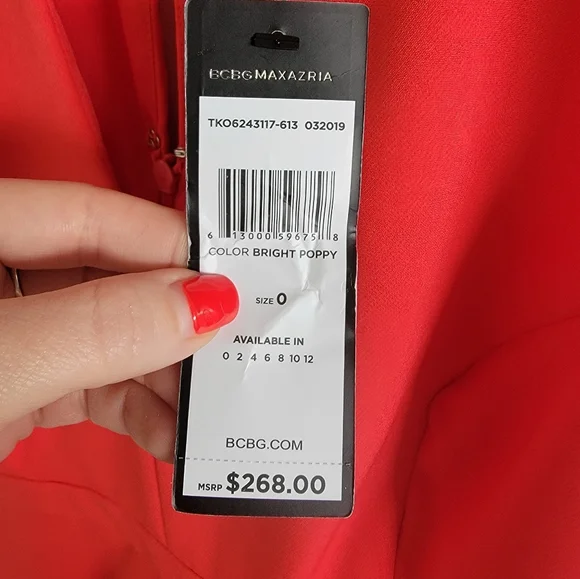 BCBGMAXAZRIA
TKO6243117-613 032019
6 13000 59675 8
COLOR BRIGHT POPPY
SIZE 0
AVAILABLE IN
0 2 4 6 8 10 12
BCBG.COM
MSRP $268.00